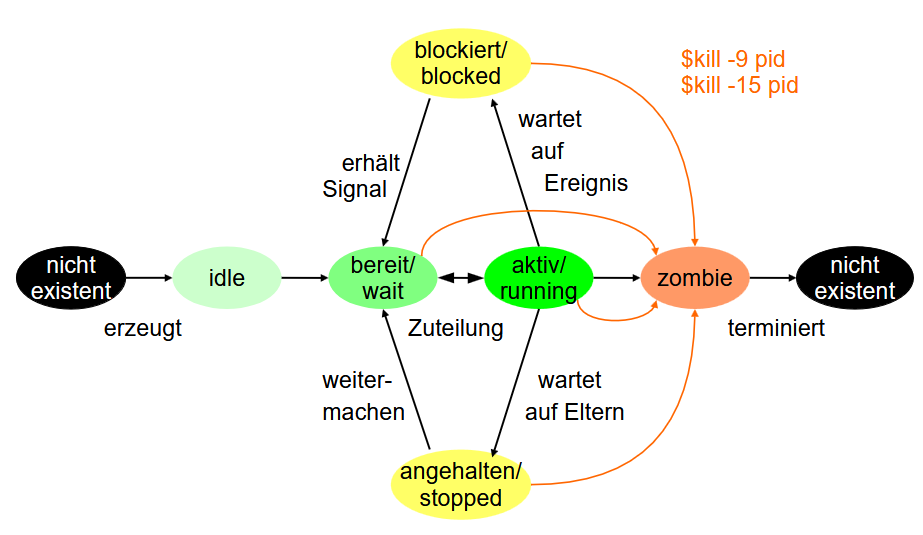 blockiert/
blocked
$kill -9 pid
$kill -15 pid
wartet
auf
Ereignis
erhält
Signal
nicht
existent
idle
bereit/
wait
aktiv/
running
zombie
nicht
existent
erzeugt
Zuteilung
terminiert
weiter-
machen
wartet
auf Eltern
angehalten/
stopped